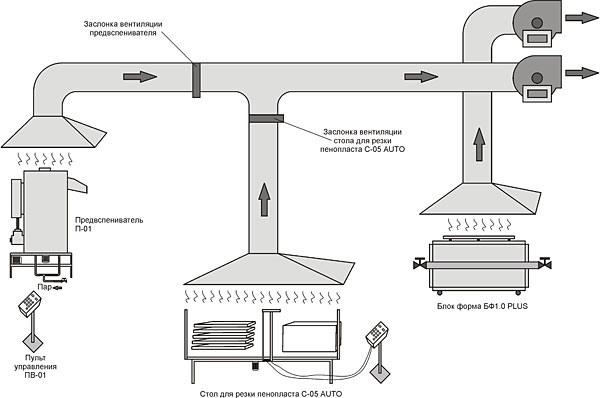 Заслонка вентиляции
предвспенивателя
Заслонка вентиляции
стола для резки
пенопласта С-05 AUTO
Предвспениватель
П-01
Пар
Блок форма БФ1.0 PLUS
Пульт
управления
ПВ-01
Стол для резки пенопласта С-05 AUTO